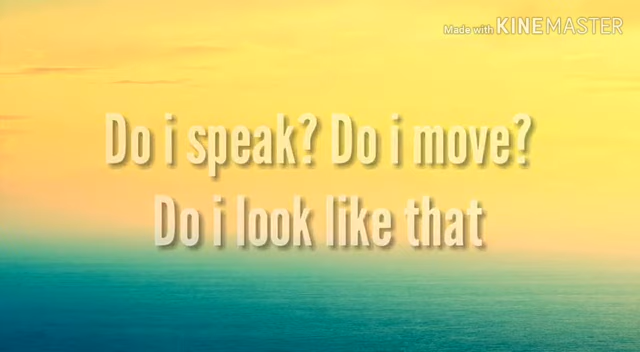 Made with KINEMASTER
Do i speak? Do i move?
Do i look like that